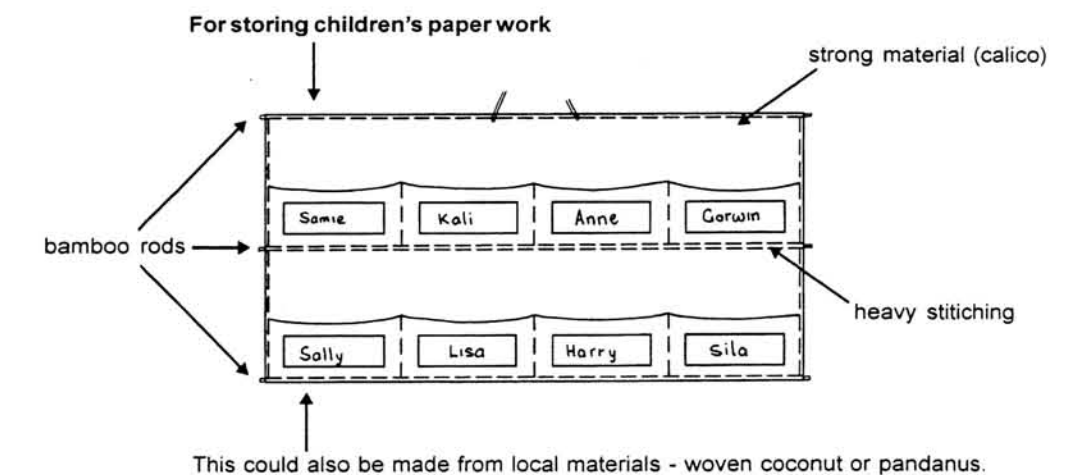 For storing children's paper work
strong material (calico)
Samie Kali Anne Corwin
bamboo rods
heavy stitiching
Sally Lisa Harry Sila
This could also be made from local materials - woven coconut or pandanus.